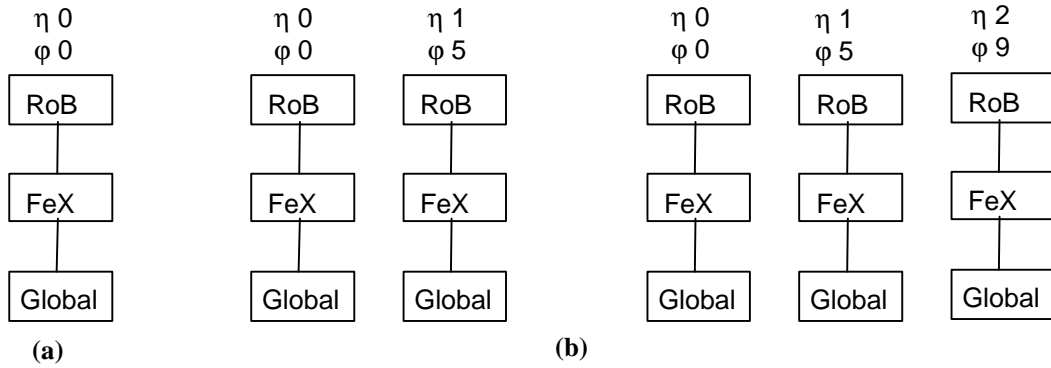 η 0 η 0 η 1 η 0 η 1 η 2
φ 0 φ 0 φ 5 φ 0 φ 5 φ 9
RoB RoB RoB RoB RoB RoB
FeX FeX FeX FeX FeX FeX
Global Global Global Global Global Global
(a) (b)